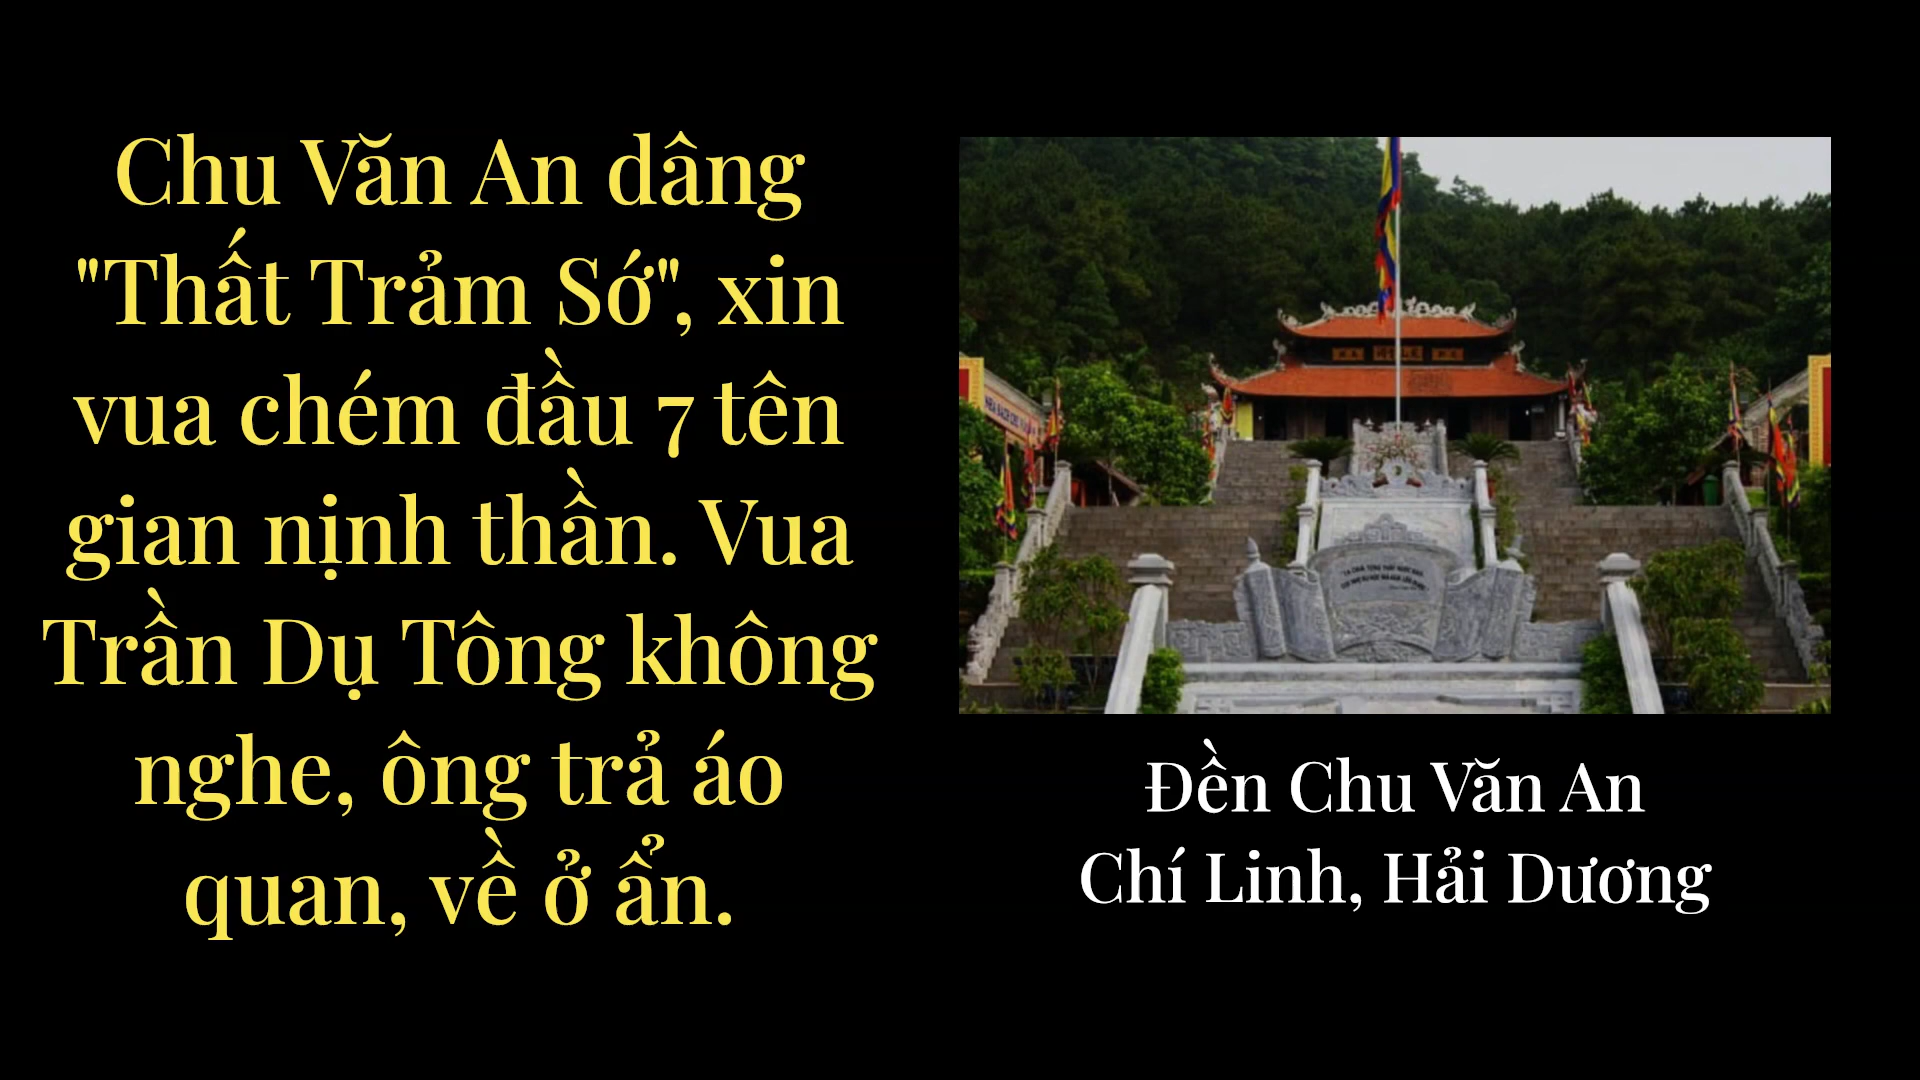 Chu Văn An dâng
"Thất Trảm Sớ", xin
vua chém đầu 7 tên
gian nịnh thần. Vua
Trần Dụ Tông không
nghe, ông trả áo
quan, về ở ẩn.
Đền Chu Văn An
Chí Linh, Hải Dương